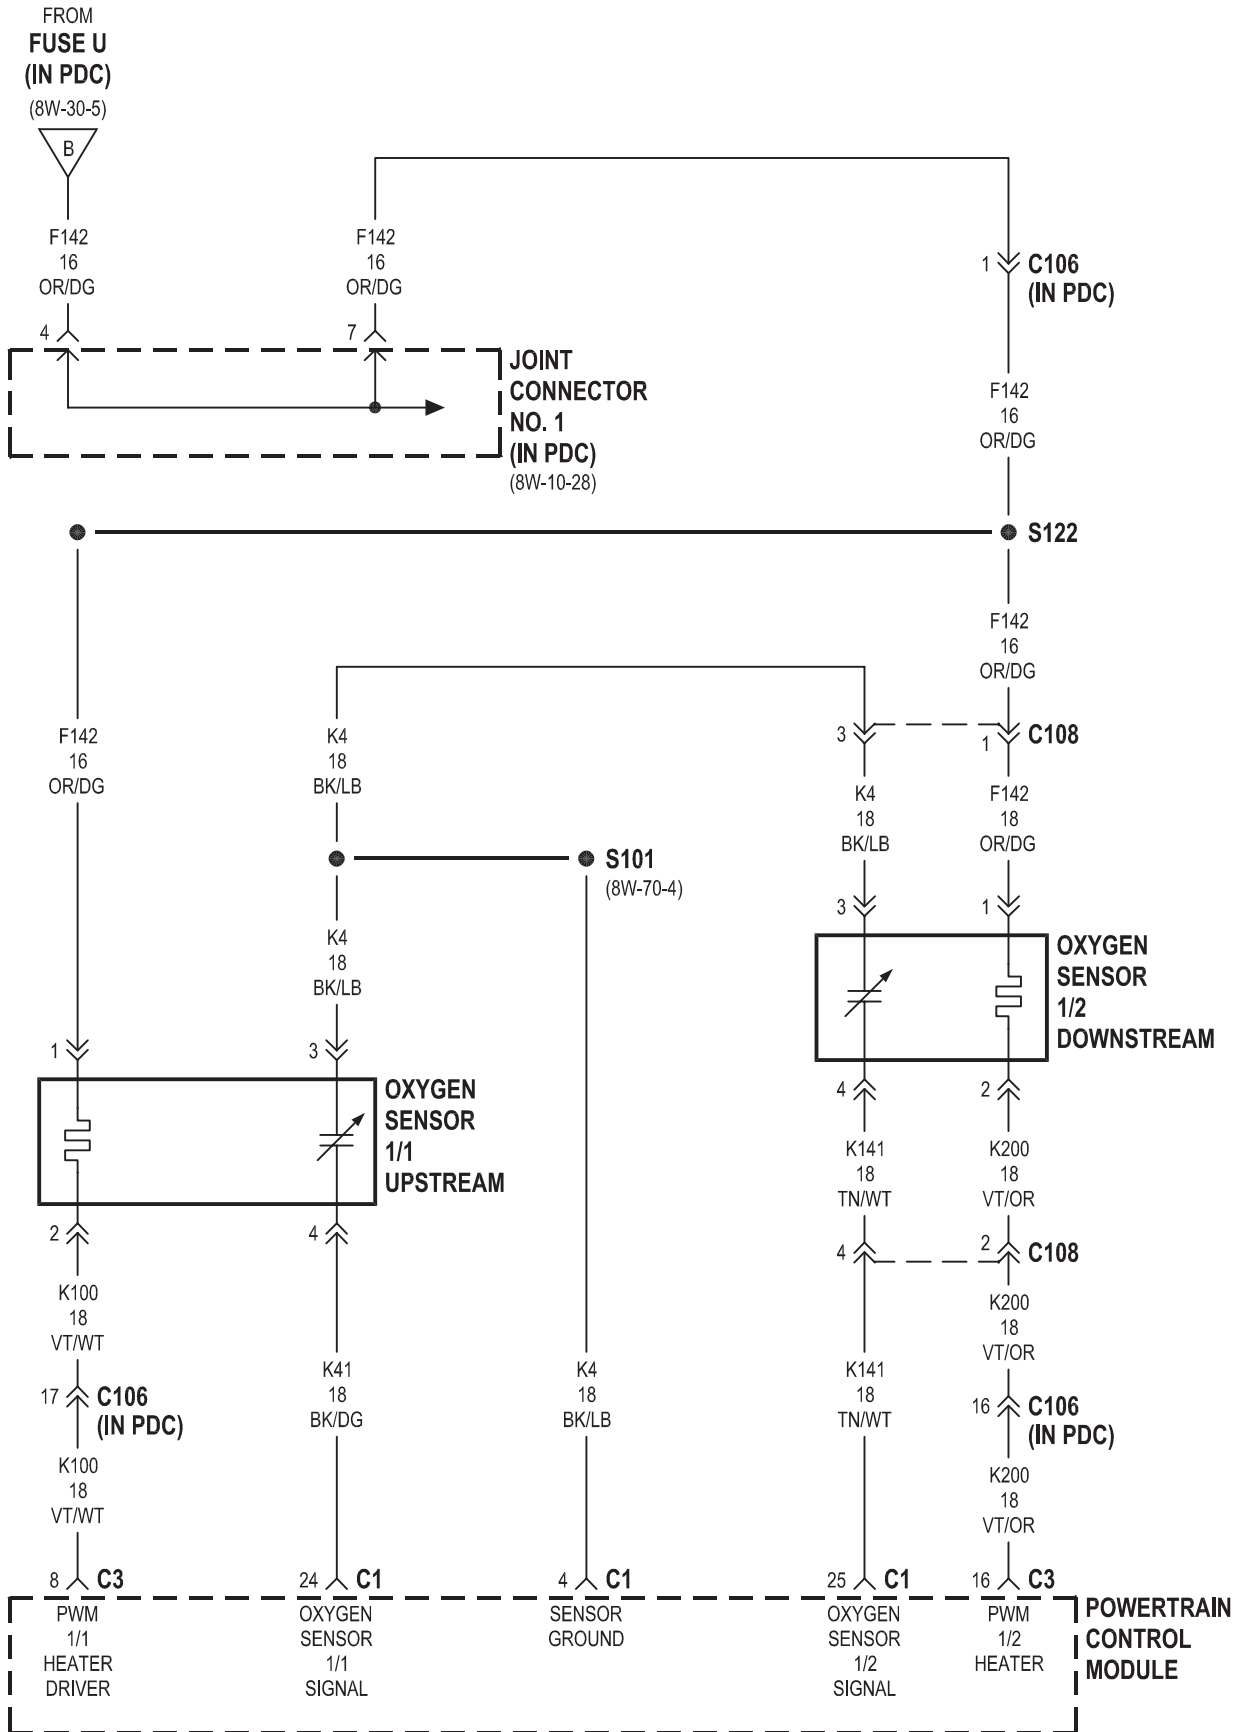 FROM
FUSE U
(IN PDC)
(8W-30-5)
B
F142
16
OR/DG
F142
16
OR/DG
1
C106
(IN PDC)
4
7
JOINT
CONNECTOR
NO. 1
(IN PDC)
(8W-10-28)
F142
16
OR/DG
S122
F142
16
OR/DG
F142
16
OR/DG
K4
18
BK/LB
3
1
C108
K4
18
BK/LB
F142
18
OR/DG
S101
(8W-70-4)
K4
18
BK/LB
3
1
OXYGEN
SENSOR
1/2
DOWNSTREAM
1
3
OXYGEN
SENSOR
1/1
UPSTREAM
4
2
K141
18
TN/WT
K200
18
VT/OR
2
4
4
2
C108
K100
18
VT/WT
K200
18
VT/OR
K41
18
BK/DG
K4
18
BK/LB
K141
18
TN/WT
17
C106
(IN PDC)
16
C106
(IN PDC)
K100
18
VT/WT
K200
18
VT/OR
8
C3
24
C1
4
C1
25
C1
16
C3
PWM
1/1
HEATER
DRIVER
OXYGEN
SENSOR
1/1
SIGNAL
SENSOR
GROUND
OXYGEN
SENSOR
1/2
SIGNAL
PWM
1/2
HEATER
POWERTRAIN
CONTROL
MODULE